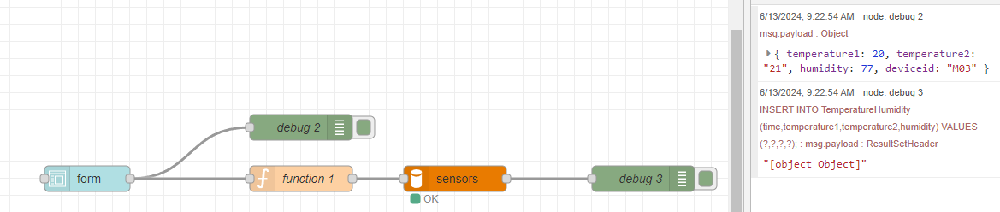 6/13/2024, 9:22:54 AM node: debug 2
msg.payload : Object
{ temperature1: 20, temperature2:
"21", humidity: 77, deviceid: "M03" }
6/13/2024, 9:22:54 AM node: debug 3
INSERT INTO TemperatureHumidity
(time,temperature1,temperature2,humidity) VALUES
(?,?,?,?); : msg.payload : ResultSetHeader
"[object Object]"
debug 2
form
function 1
sensors
debug 3
OK